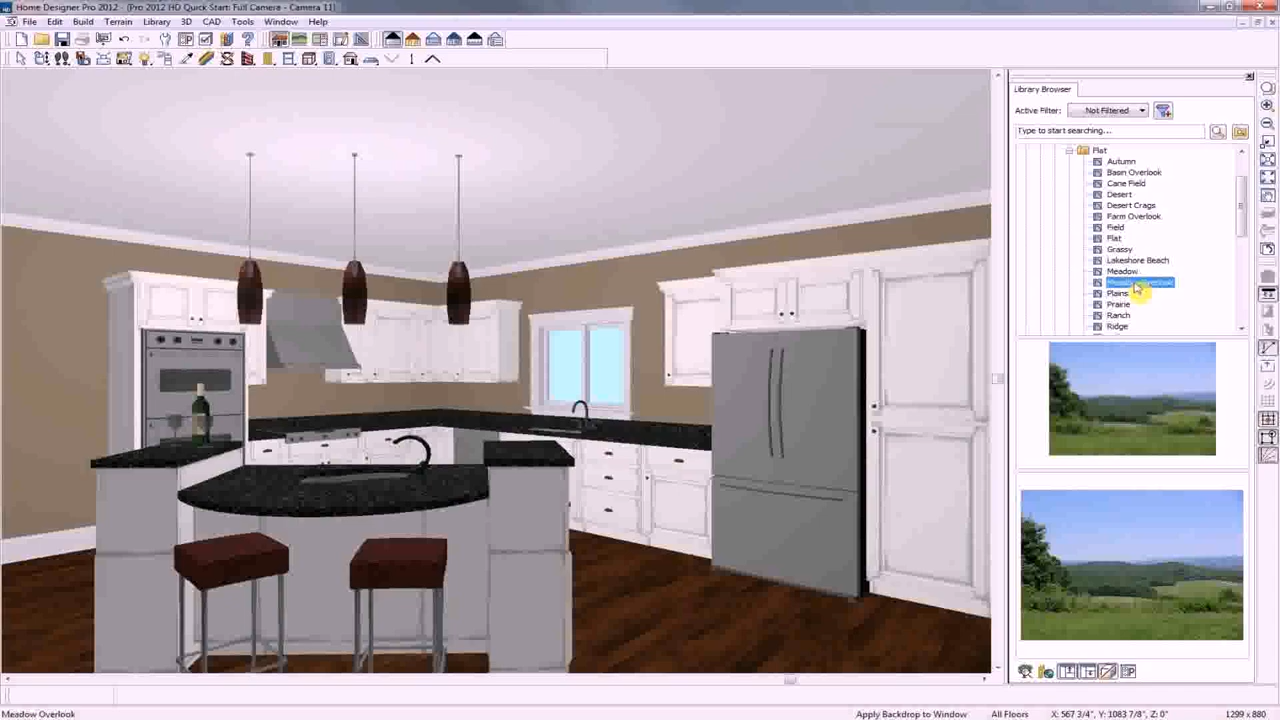 Home Designer Pro 2012 - [Pro 2012 HD Quick Start: Full Camera - Camera 11]
File Edit Build Terrain Library 3D CAD Tools Window Help
Library Browser
Active Filter: Not Filtered
Type to start searching...
Flat
Autumn
Basin Overlook
Cane Field
Desert
Desert Crags
Farm Overlook
Field
Flat
Grassy
Lakeshore Beach
Meadow
Plains
Prairie
Ranch
Ridge
Meadow Overlook
Apply Backdrop to Window
All Floors
X: 567 3/4", Y: 1083 7/8", Z: 0"
1299 x 880